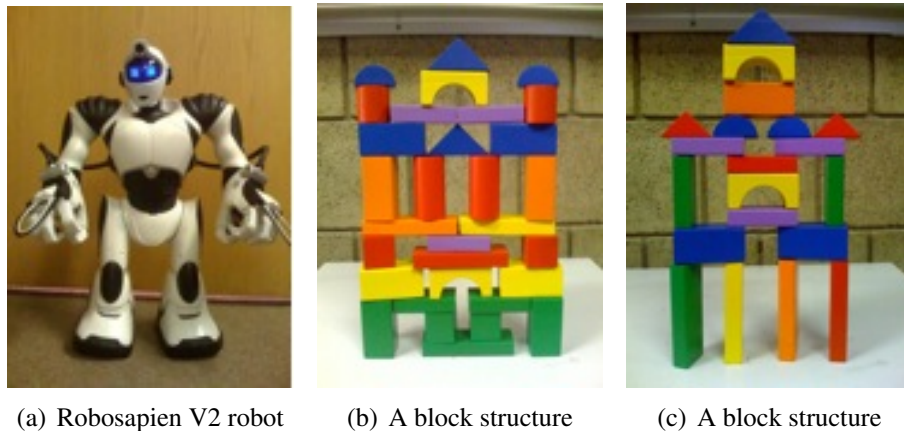 (a) Robosapien V2 robot
(b) A block structure
(c) A block structure